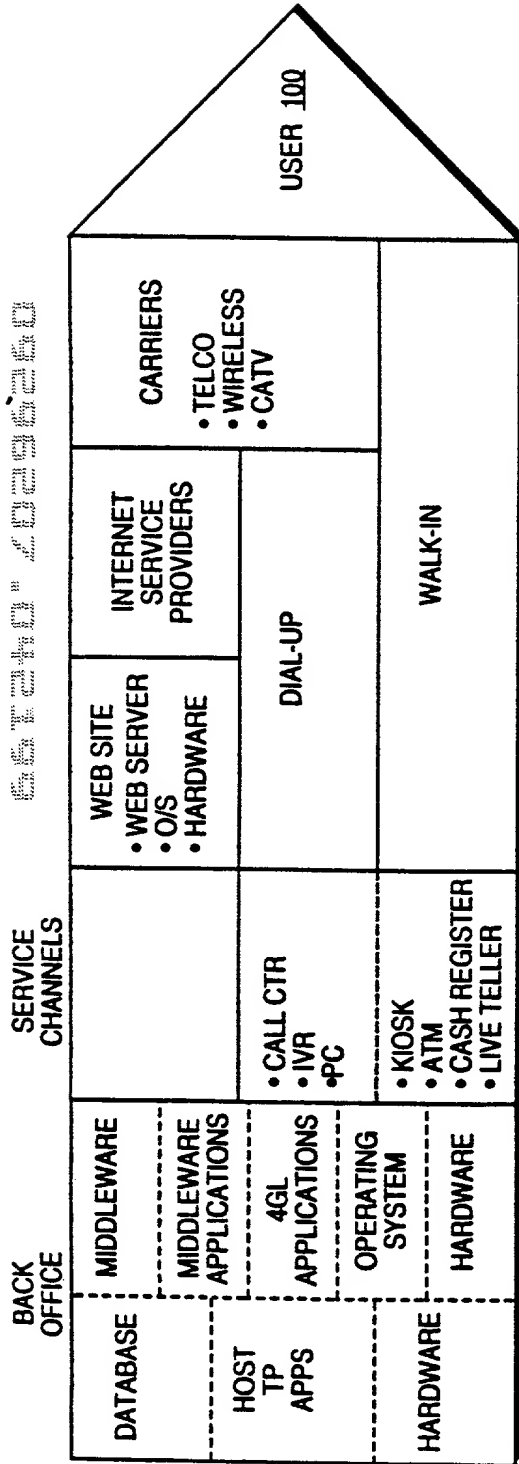 09296207.042199
BACK
OFFICE
SERVICE
CHANNELS
DATABASE
HOST
TP
APPS
HARDWARE
MIDDLEWARE
MIDDLEWARE
APPLICATIONS
4GL
APPLICATIONS
OPERATING
SYSTEM
HARDWARE
• CALL CTR
• IVR
•PC
• KIOSK
• ATM
• CASH REGISTER
• LIVE TELLER
WEB SITE
• WEB SERVER
• O/S
• HARDWARE
INTERNET
SERVICE
PROVIDERS
DIAL-UP
CARRIERS
• TELCO
• WIRELESS
• CATV
WALK-IN
USER 100